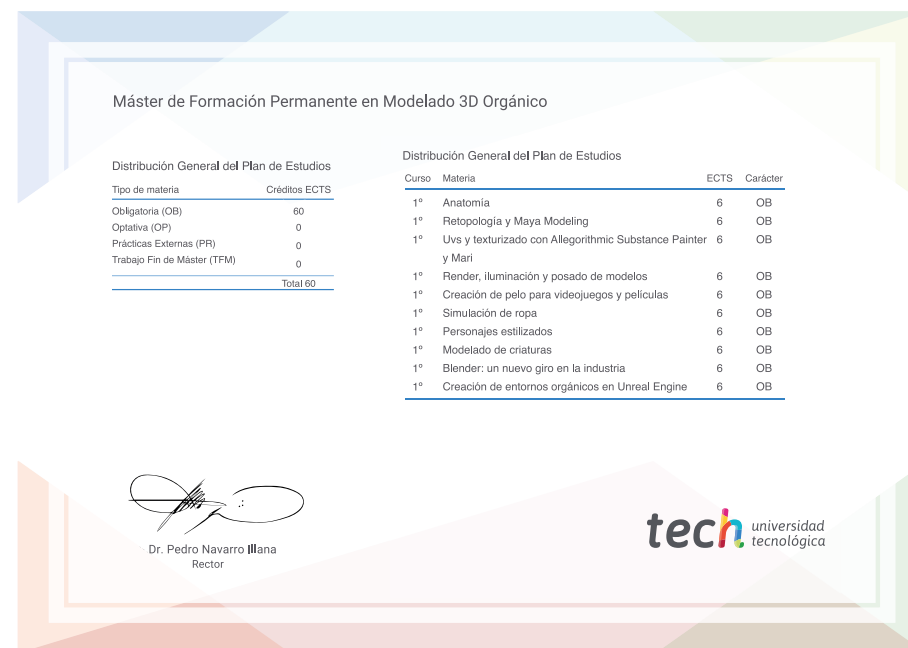 Máster de Formación Permanente en Modelado 3D Orgánico
Distribución General del Plan de Estudios
Tipo de materia Créditos ECTS
Obligatoria (OB) 60
Optativa (OP) 0
Prácticas Externas (PR) 0
Trabajo Fin de Máster (TFM) 0
Total 60
Distribución General del Plan de Estudios
Curso Materia ECTS Carácter
1º Anatomía 6 OB
1º Retopología y Maya Modeling 6 OB
1º Uvs y texturizado con Allegorithmic Substance Painter 6 OB
y Mari
1º Render, iluminación y posado de modelos 6 OB
1º Creación de pelo para videojuegos y películas 6 OB
1º Simulación de ropa 6 OB
1º Personajes estilizados 6 OB
1º Modelado de criaturas 6 OB
1º Blender: un nuevo giro en la industria 6 OB
1º Creación de entornos orgánicos en Unreal Engine 6 OB
Dr. Pedro Navarro Illana
Rector
tech universidad
tecnológica